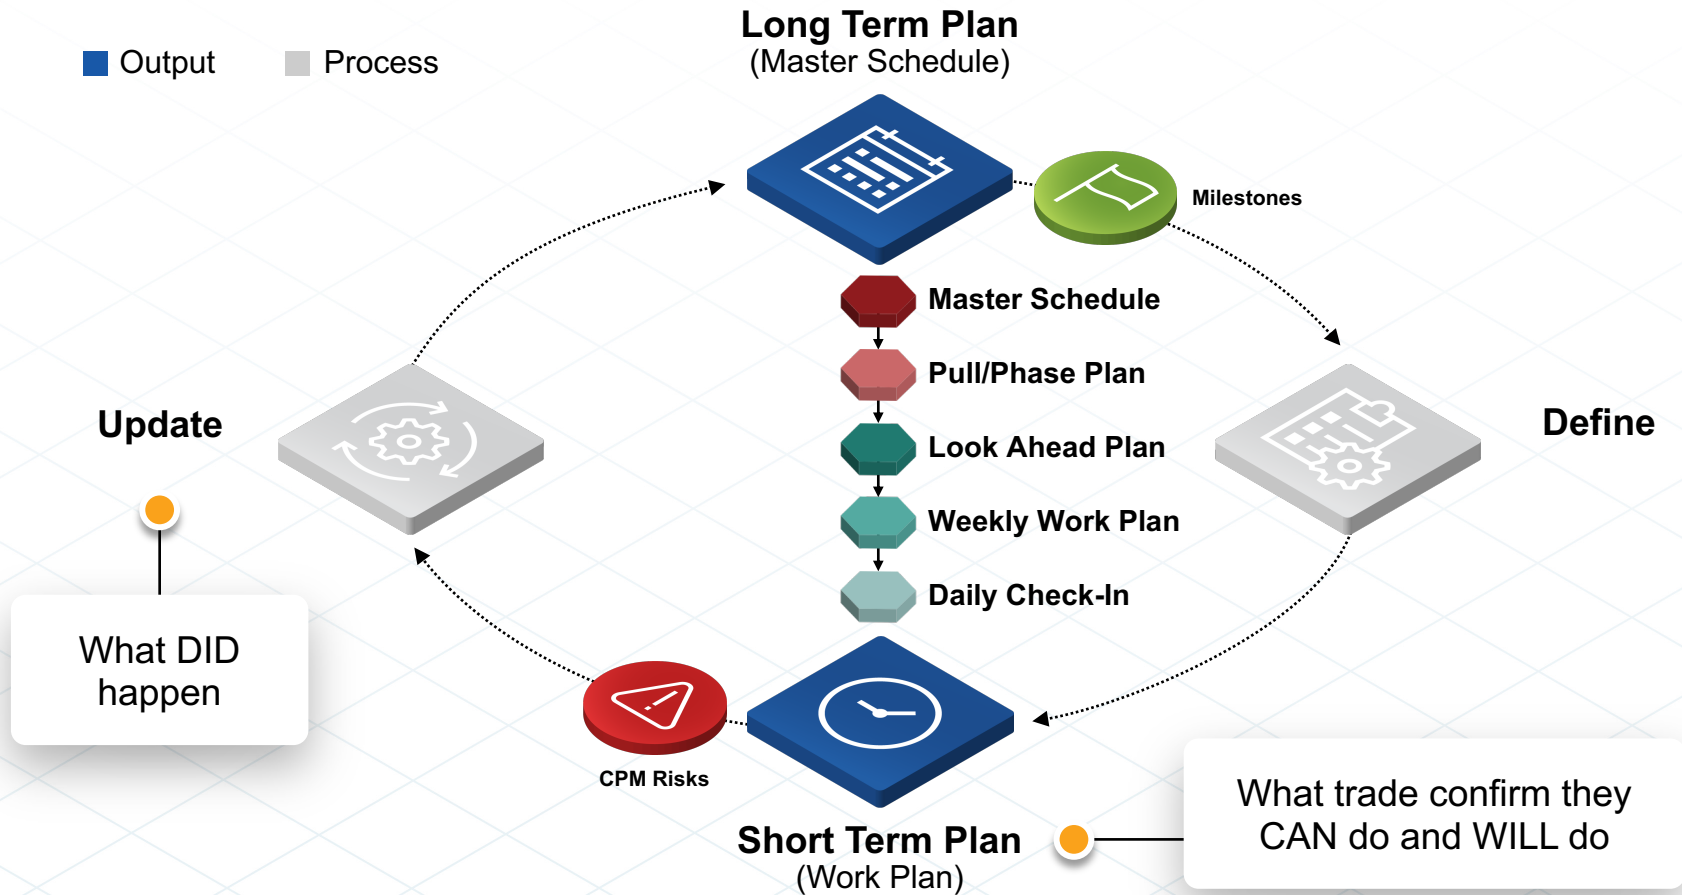 Long Term Plan
(Master Schedule)
Output
Process
Milestones
Master Schedule
Pull/Phase Plan
Look Ahead Plan
Weekly Work Plan
Daily Check-In
Update
Define
What DID
happen
CPM Risks
Short Term Plan
(Work Plan)
What trade confirm they
CAN do and WILL do